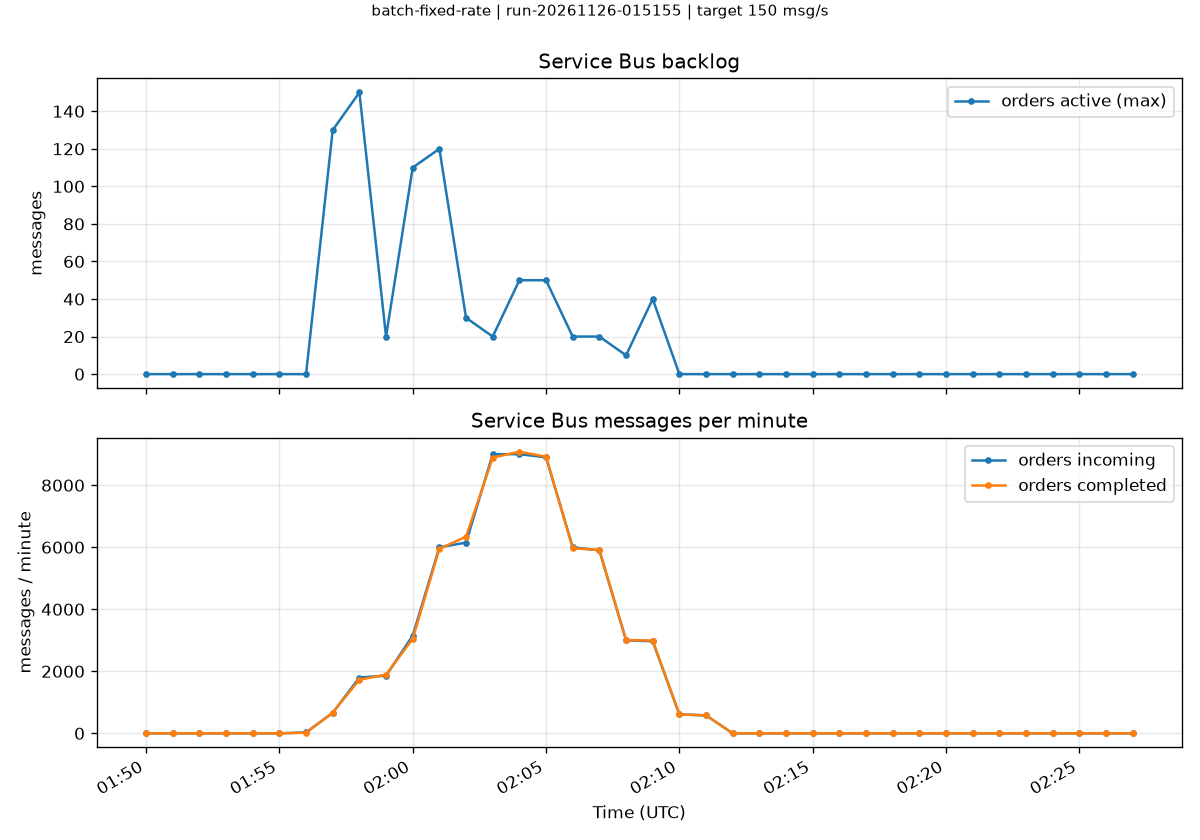 batch-fixed-rate | run-20261126-015155 | target 150 msg/s
Service Bus backlog
orders active (max)
messages
140
120
100
80
60
40
20
0
Service Bus messages per minute
orders incoming
orders completed
messages / minute
8000
6000
4000
2000
0
01:50
01:55
02:00
02:05
02:10
02:15
02:20
02:25
Time (UTC)